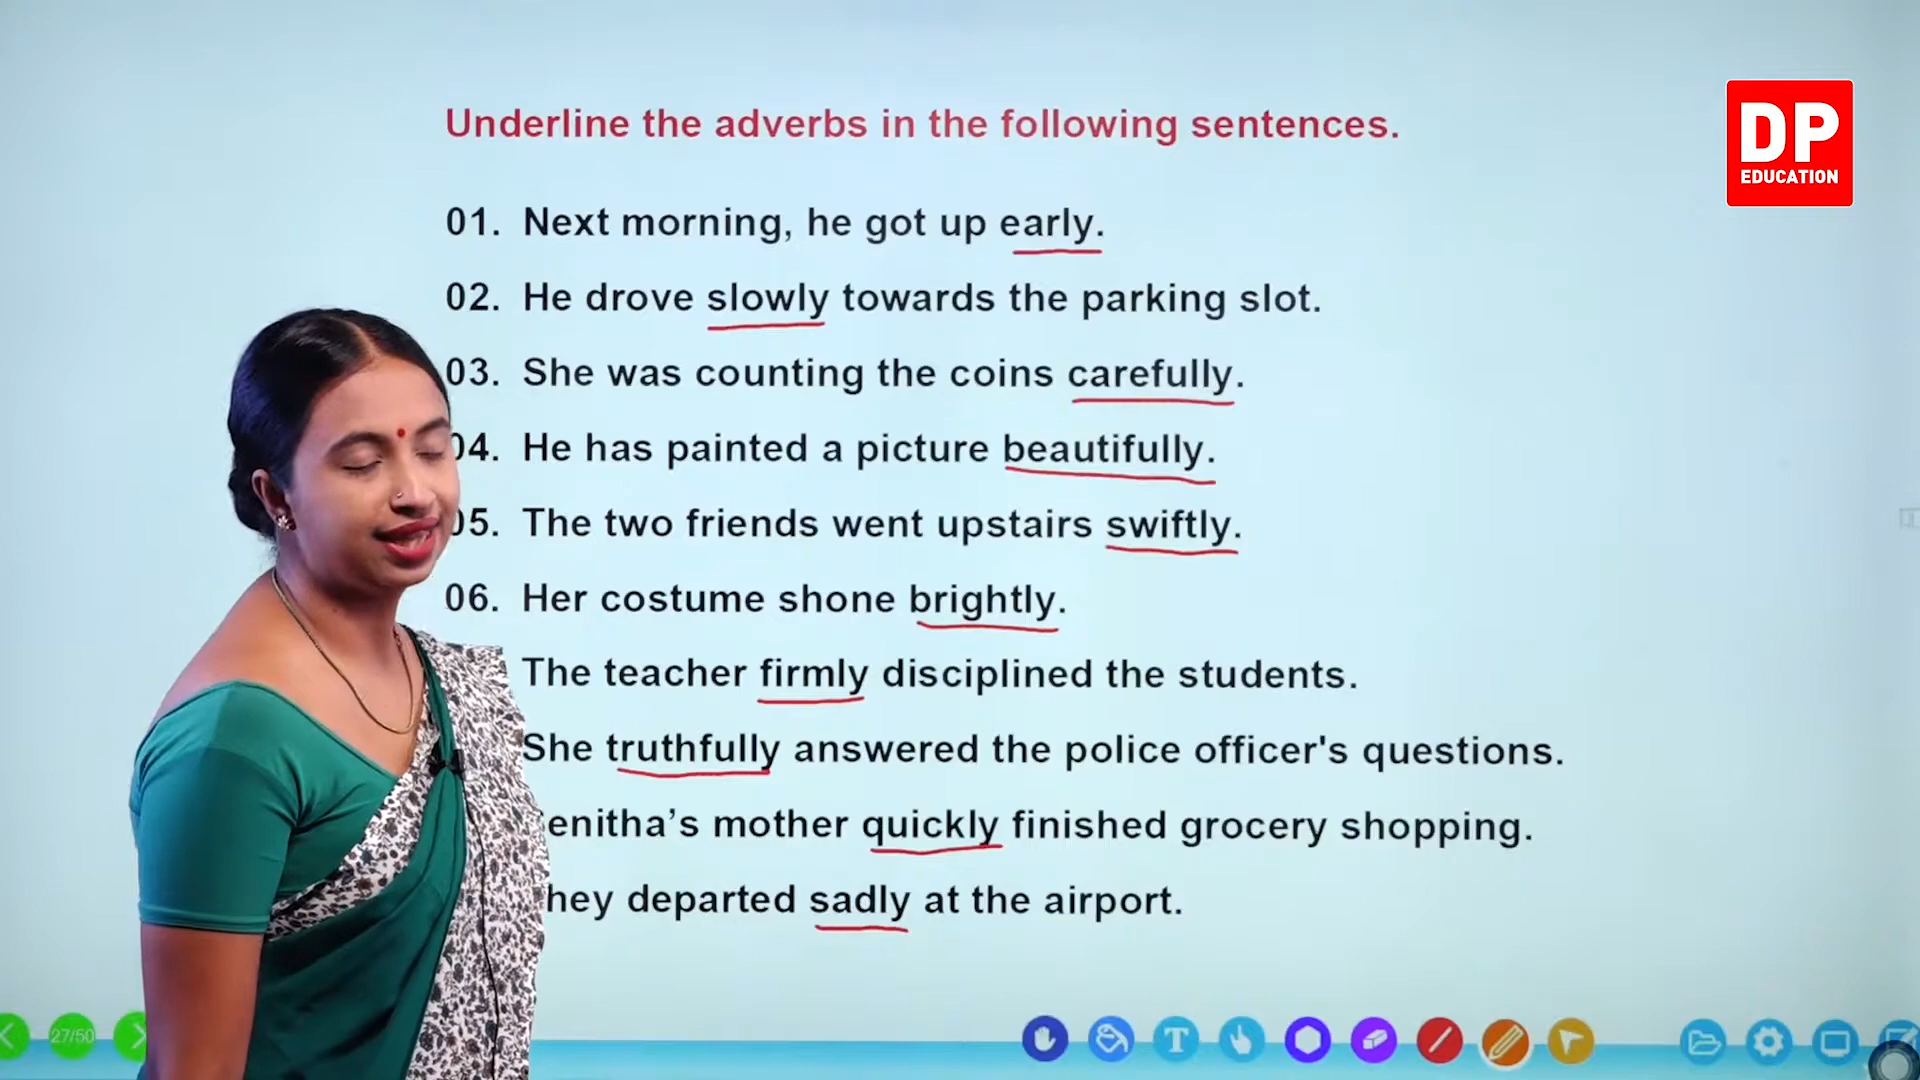 DP
EDUCATION
Underline the adverbs in the following sentences.
01. Next morning, he got up early.
02. He drove slowly towards the parking slot.
03. She was counting the coins carefully.
04. He has painted a picture beautifully.
05. The two friends went upstairs swiftly.
06. Her costume shone brightly.
The teacher firmly disciplined the students.
She truthfully answered the police officer's questions.
enitha’s mother quickly finished grocery shopping.
hey departed sadly at the airport.
27/50
T